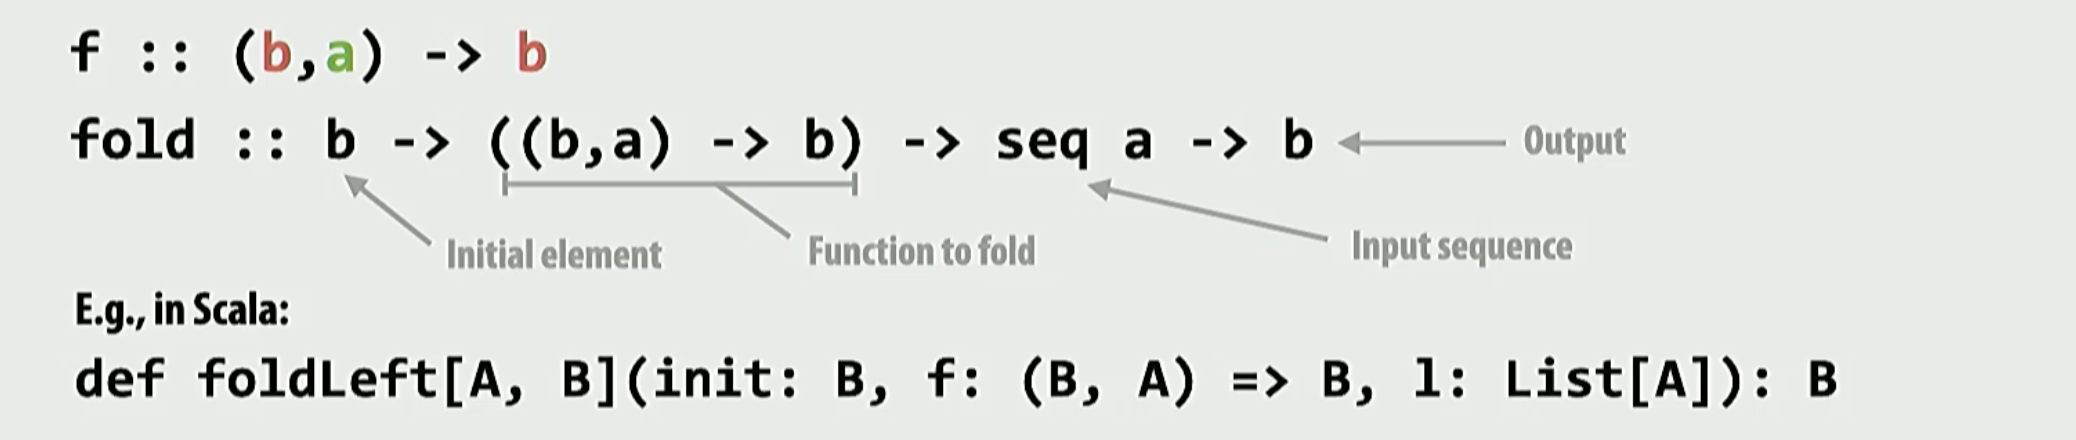 f :: (b,a) -> b
fold :: b -> ((b,a) -> b) -> seq a -> b
Output
Initial element
Function to fold
Input sequence
E.g., in Scala:
def foldLeft[A, B](init: B, f: (B, A) => B, l: List[A]): B